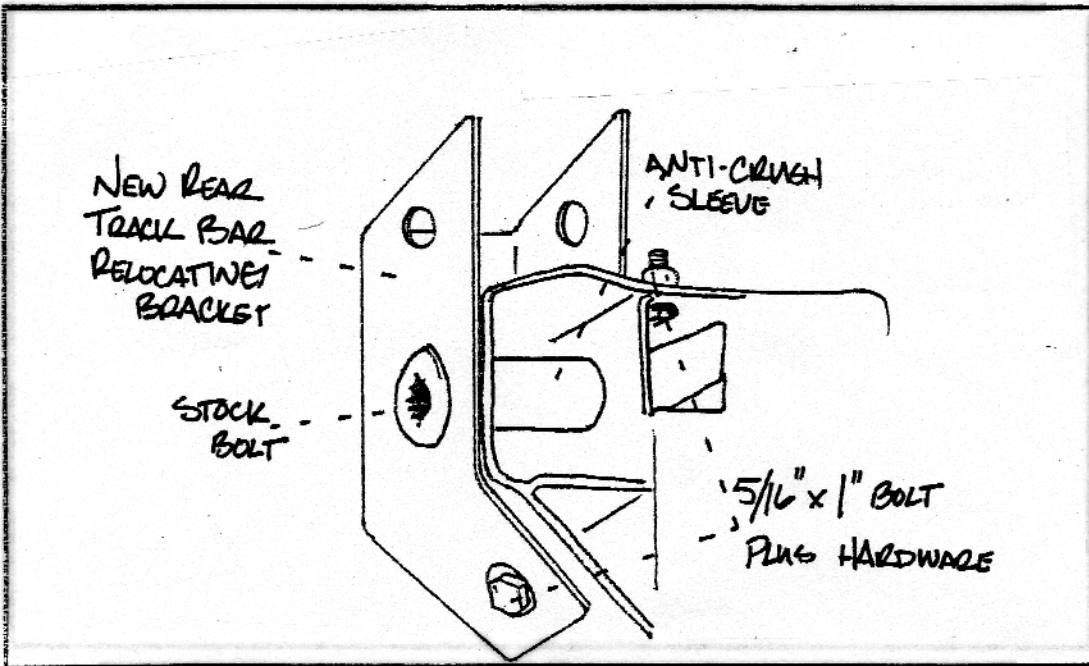 NEW REAR
TRACK BAR
RELOCATING
BRACKET
ANTI-CRUSH
SLEEVE
STOCK
BOLT
5/16" x 1" BOLT
PLUS HARDWARE